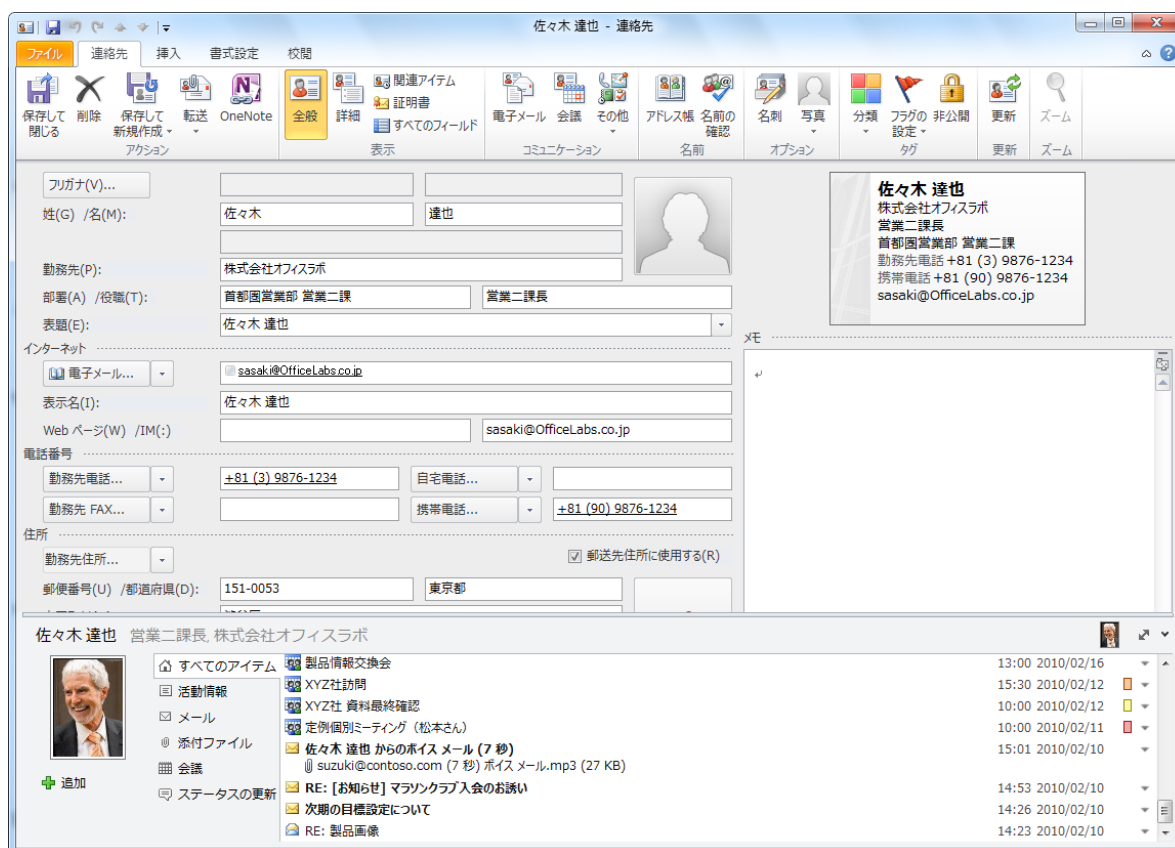 佐々木 達也 - 連絡先
ファイル 連絡先 挿入 書式設定 校閲
保存して閉じる 削除 保存して新規作成 転送 OneNote
アクション
全般 詳細 関連アイテム 証明書 すべてのフィールド
表示
電子メール 会議 その他
コミュニケーション
アドレス帳 名前の確認
名前
名刺 写真
オプション
分類 フラグの設定 非公開
タグ
更新
更新
ズーム
ズーム
フリガナ(V)...
姓(G) /名(M): 佐々木 達也
勤務先(P): 株式会社オフィスラボ
部署(A) /役職(T): 首都圏営業部 営業二課 営業二課長
表題(E): 佐々木 達也
インターネット
電子メール... sasaki@OfficeLabs.co.jp
表示名(I): 佐々木 達也
Web ページ(W) /IM(:) sasaki@OfficeLabs.co.jp
電話番号
勤務先電話... +81 (3) 9876-1234 自宅電話...
勤務先 FAX... 携帯電話... +81 (90) 9876-1234
住所
勤務先住所... 郵送先住所に使用する(R)
郵便番号(U) /都道府県(D): 151-0053 東京都
佐々木 達也
株式会社オフィスラボ
営業二課長
首都圏営業部 営業二課
勤務先電話 +81 (3) 9876-1234
携帯電話 +81 (90) 9876-1234
sasaki@OfficeLabs.co.jp
メモ
佐々木 達也 営業二課長, 株式会社オフィスラボ
追加
すべてのアイテム
活動情報
メール
添付ファイル
会議
ステータスの更新
製品情報交換会 13:00 2010/02/16
XYZ社訪問 15:30 2010/02/12
XYZ社 資料最終確認 10:00 2010/02/12
定例個別ミーティング（松本さん） 10:00 2010/02/11
佐々木 達也 からのボイス メール (7 秒) 15:01 2010/02/10
suzuki@contoso.com (7 秒) ボイス メール.mp3 (27 KB)
RE: [お知らせ] マラソンクラブ入会のお誘い 14:53 2010/02/10
次期の目標設定について 14:26 2010/02/10
RE: 製品画像 14:23 2010/02/10